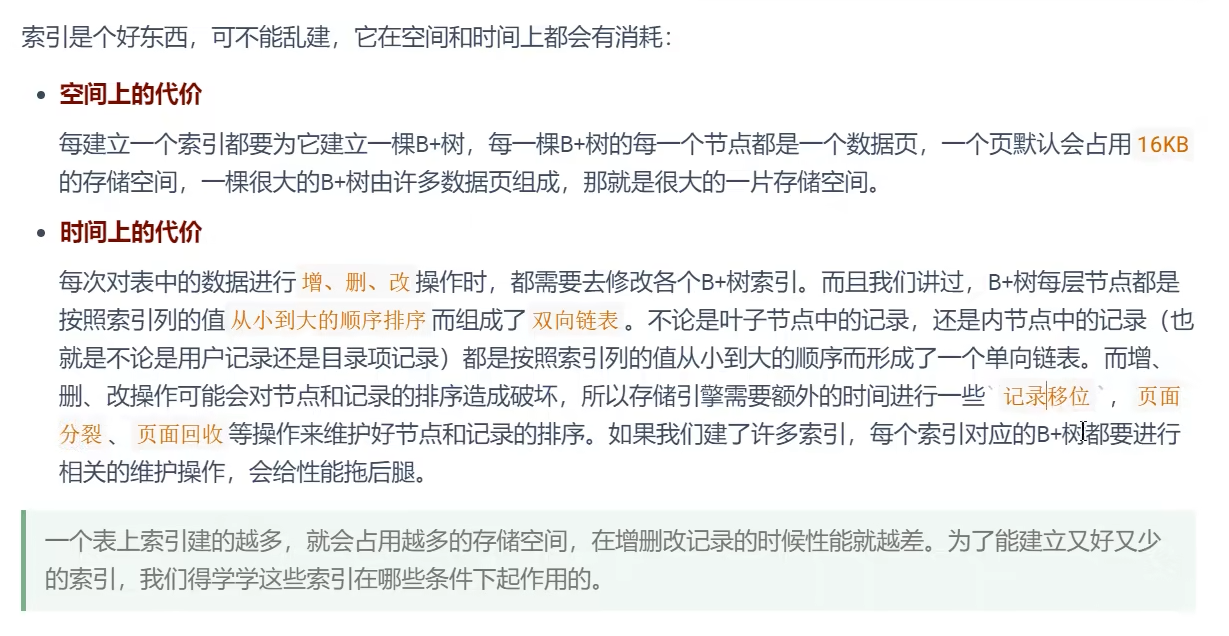 索引是个好东西，可不能乱建，它在空间和时间上都会有消耗：
• 空间上的代价
每建立一个索引都要为它建立一棵B+树，每一棵B+树的每一个节点都是一个数据页，一个页默认会占用 16KB
的存储空间，一棵很大的B+树由许多数据页组成，那就是很大的一片存储空间。
• 时间上的代价
每次对表中的数据进行 增、删、改 操作时，都需要去修改各个B+树索引。而且我们讲过，B+树每层节点都是
按照索引列的值 从小到大的顺序排序 而组成了 双向链表 。不论是叶子节点中的记录，还是内节点中的记录（也
就是不论是用户记录还是目录项记录）都是按照索引列的值从小到大的顺序而形成了一个单向链表。而增、
删、改操作可能会对节点和记录的排序造成破坏，所以存储引擎需要额外的时间进行一些` 记录移位 ` ， 页面
分裂 、 页面回收 等操作来维护好节点和记录的排序。如果我们建了许多索引，每个索引对应的B+树都要进行
相关的维护操作，会给性能拖后腿。
一个表上索引建的越多，就会占用越多的存储空间，在增删改记录的时候性能就越差。为了能建立又好又少
的索引，我们得学学这些索引在哪些条件下起作用的。